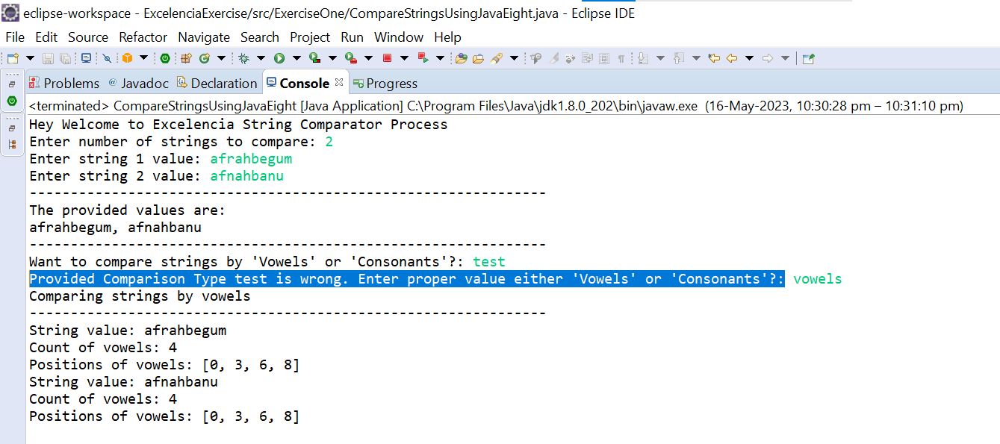 eclipse-workspace - ExcelenciaExercise/src/ExerciseOne/CompareStringsUsingJavaEight.java - Eclipse IDE
File Edit Source Refactor Navigate Search Project Run Window Help
Problems @ Javadoc Declaration Console Progress
<terminated> CompareStringsUsingJavaEight [Java Application] C:\Program Files\Java\jdk1.8.0_202\bin\javaw.exe (16-May-2023, 10:30:28 pm – 10:31:10 pm)
Hey Welcome to Excelencia String Comparator Process
Enter number of strings to compare: 2
Enter string 1 value: afrahbegum
Enter string 2 value: afnahbanu
---------------------------------------------------------------
The provided values are:
afrahbegum, afnahbanu
---------------------------------------------------------------
Want to compare strings by 'Vowels' or 'Consonants'?: test
Provided Comparison Type test is wrong. Enter proper value either 'Vowels' or 'Consonants'?: vowels
Comparing strings by vowels
---------------------------------------------------------------
String value: afrahbegum
Count of vowels: 4
Positions of vowels: [0, 3, 6, 8]
String value: afnahbanu
Count of vowels: 4
Positions of vowels: [0, 3, 6, 8]